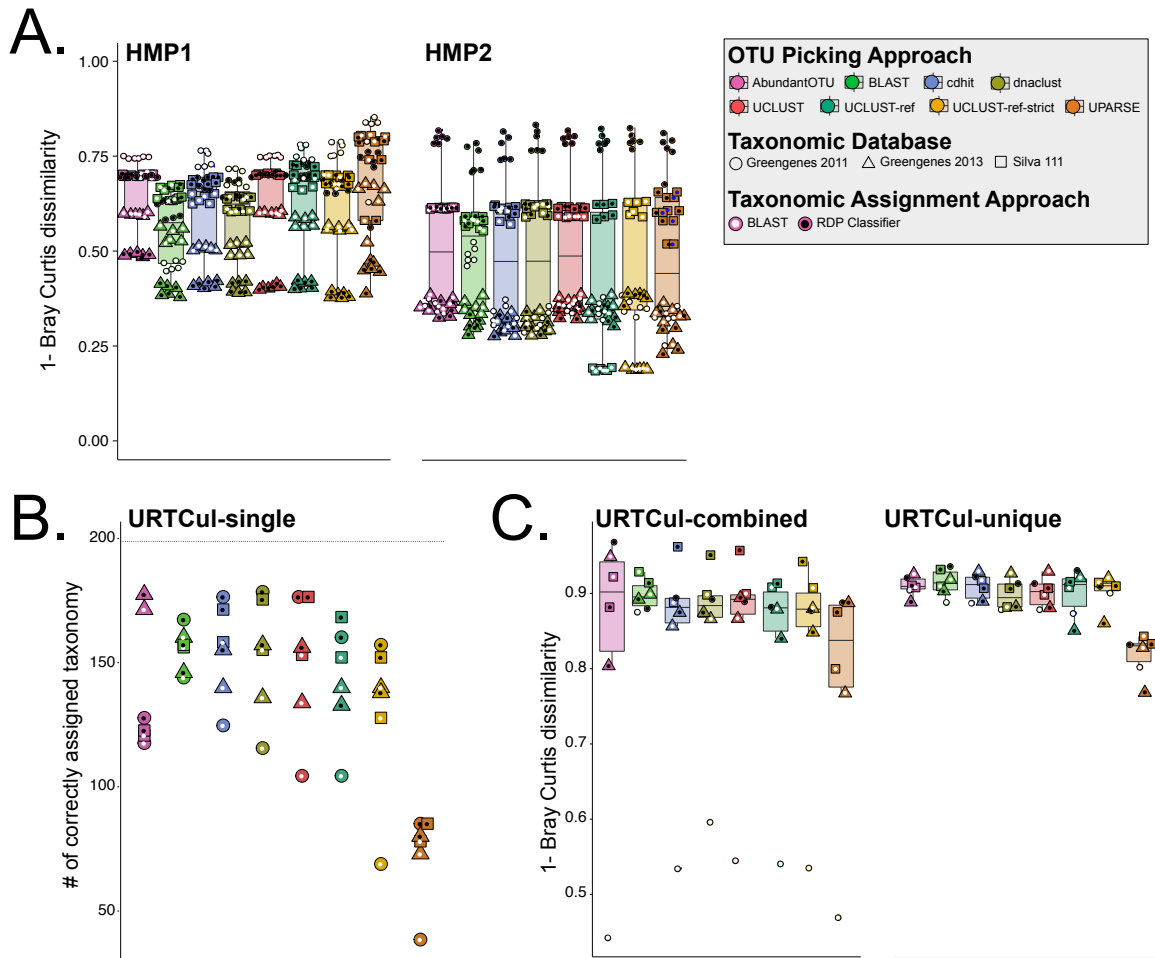 A.
HMP1
HMP2
1.00
0.75
0.50
0.25
0.00
1- Bray Curtis dissimilarity
OTU Picking Approach
AbundantOTU BLAST cdhit dnaclust
UCLUST UCLUST-ref UCLUST-ref-strict UPARSE
Taxonomic Database
Greengenes 2011 Greengenes 2013 Silva 111
Taxonomic Assignment Approach
BLAST RDP Classifier
B.
URTCul-single
200
150
100
50
# of correctly assigned taxonomy
C.
URTCul-combined
URTCul-unique
0.9
0.8
0.7
0.6
0.5
1- Bray Curtis dissimilarity